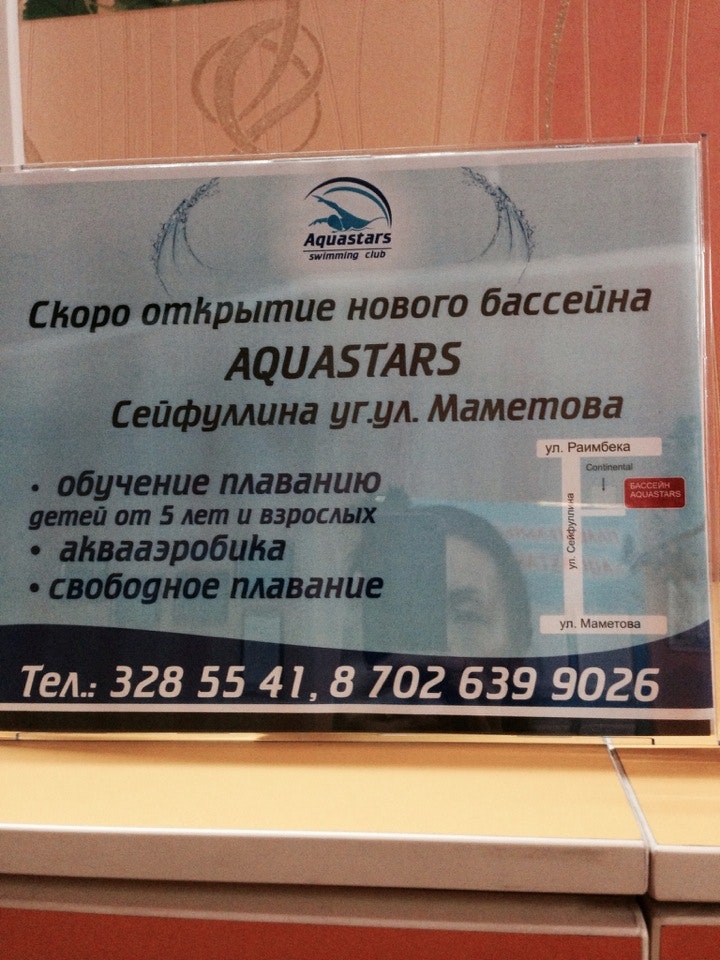 Aquastars
swimming club
Скоро открытие нового бассейна
AQUASTARS
Сейфуллина уг.ул. Маметова
• обучение плаванию
детей от 5 лет и взрослых
• аквааэробика
• свободное плавание
ул. Раимбека
Continental
БАССЕЙН
AQUASTARS
ул. Сейфуллина
ул. Маметова
Тел.: 328 55 41, 8 702 639 9026